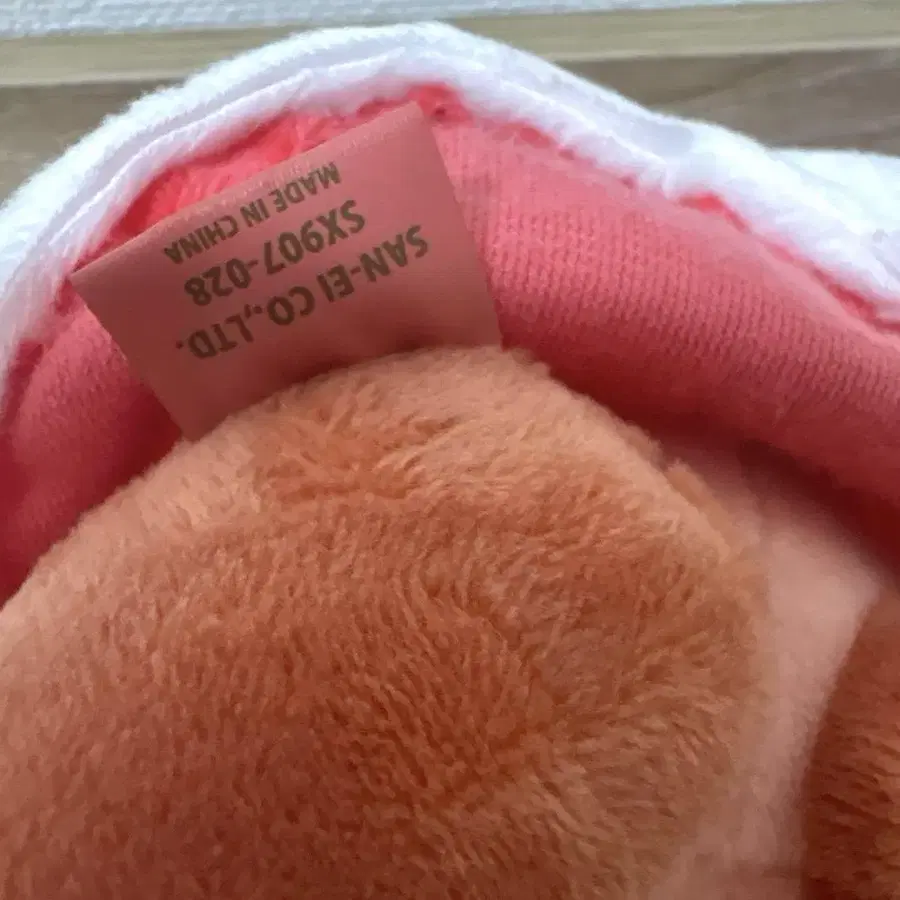 SAN-EI CO.,LTD.
SX907-028
MADE IN CHINA